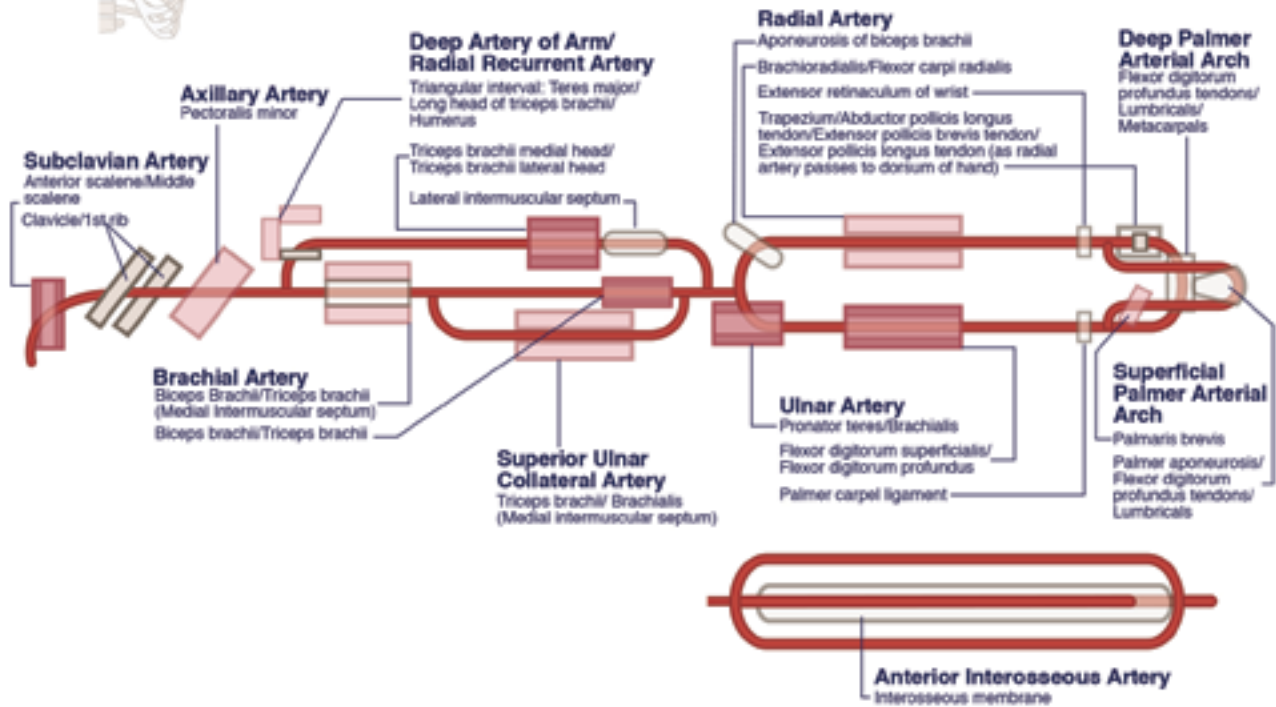 Subclavian Artery
Anterior scalene/Middle
scalene
Clavicle/1st rib
Axillary Artery
Pectoralis minor
Deep Artery of Arm/
Radial Recurrent Artery
Triangular interval: Teres major/
Long head of triceps brachii/
Humerus
Triceps brachii medial head/
Triceps brachii lateral head
Lateral intermuscular septum
Radial Artery
Aponeurosis of biceps brachii
Brachioradialis/Flexor carpi radialis
Extensor retinaculum of wrist
Trapezium/Abductor pollicis longus
tendon/Extensor pollicis brevis tendon/
Extensor pollicis longus tendon (as radial
artery passes to dorsum of hand)
Deep Palmer
Arterial Arch
Flexor digitorum
profundus tendons/
Lumbricals/
Metacarpals
Brachial Artery
Biceps Brachii/Triceps brachii
(Medial Intermuscular septum)
Biceps brachii/Triceps brachii
Superior Ulnar
Collateral Artery
Triceps brachii/ Brachialis
(Medial intermuscular septum)
Ulnar Artery
Pronator teres/Brachialis
Flexor digitorum superficialis/
Flexor digitorum profundus
Palmer carpel ligament
Superficial
Palmer Arterial
Arch
Palmaris brevis
Palmer aponeurosis/
Flexor digitorum
profundus tendons/
Lumbricals
Anterior Interosseous Artery
Interosseous membrane